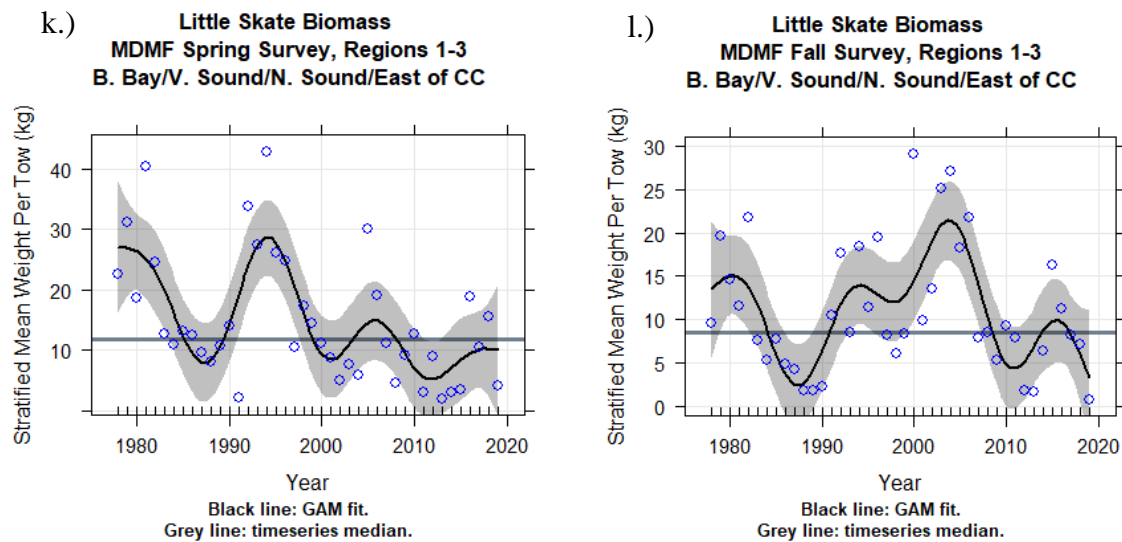 k.)
Little Skate Biomass
MDMF Spring Survey, Regions 1-3
B. Bay/V. Sound/N. Sound/East of CC
Stratified Mean Weight Per Tow (kg)
40
30
20
10
1980 1990 2000 2010 2020
Year
Black line: GAM fit.
Grey line: timeseries median.
l.)
Little Skate Biomass
MDMF Fall Survey, Regions 1-3
B. Bay/V. Sound/N. Sound/East of CC
Stratified Mean Weight Per Tow (kg)
30
25
20
15
10
5
0
1980 1990 2000 2010 2020
Year
Black line: GAM fit.
Grey line: timeseries median.